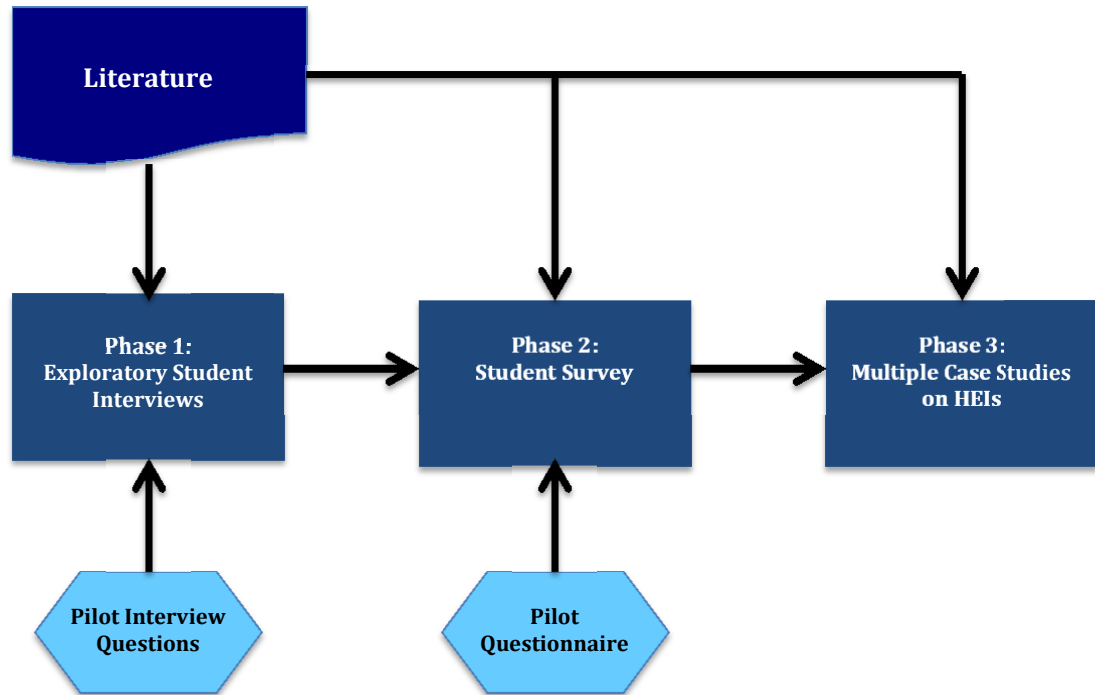 Literature
Phase 1:
Exploratory Student
Interviews
Phase 2:
Student Survey
Phase 3:
Multiple Case Studies
on HEIs
Pilot Interview
Questions
Pilot
Questionnaire